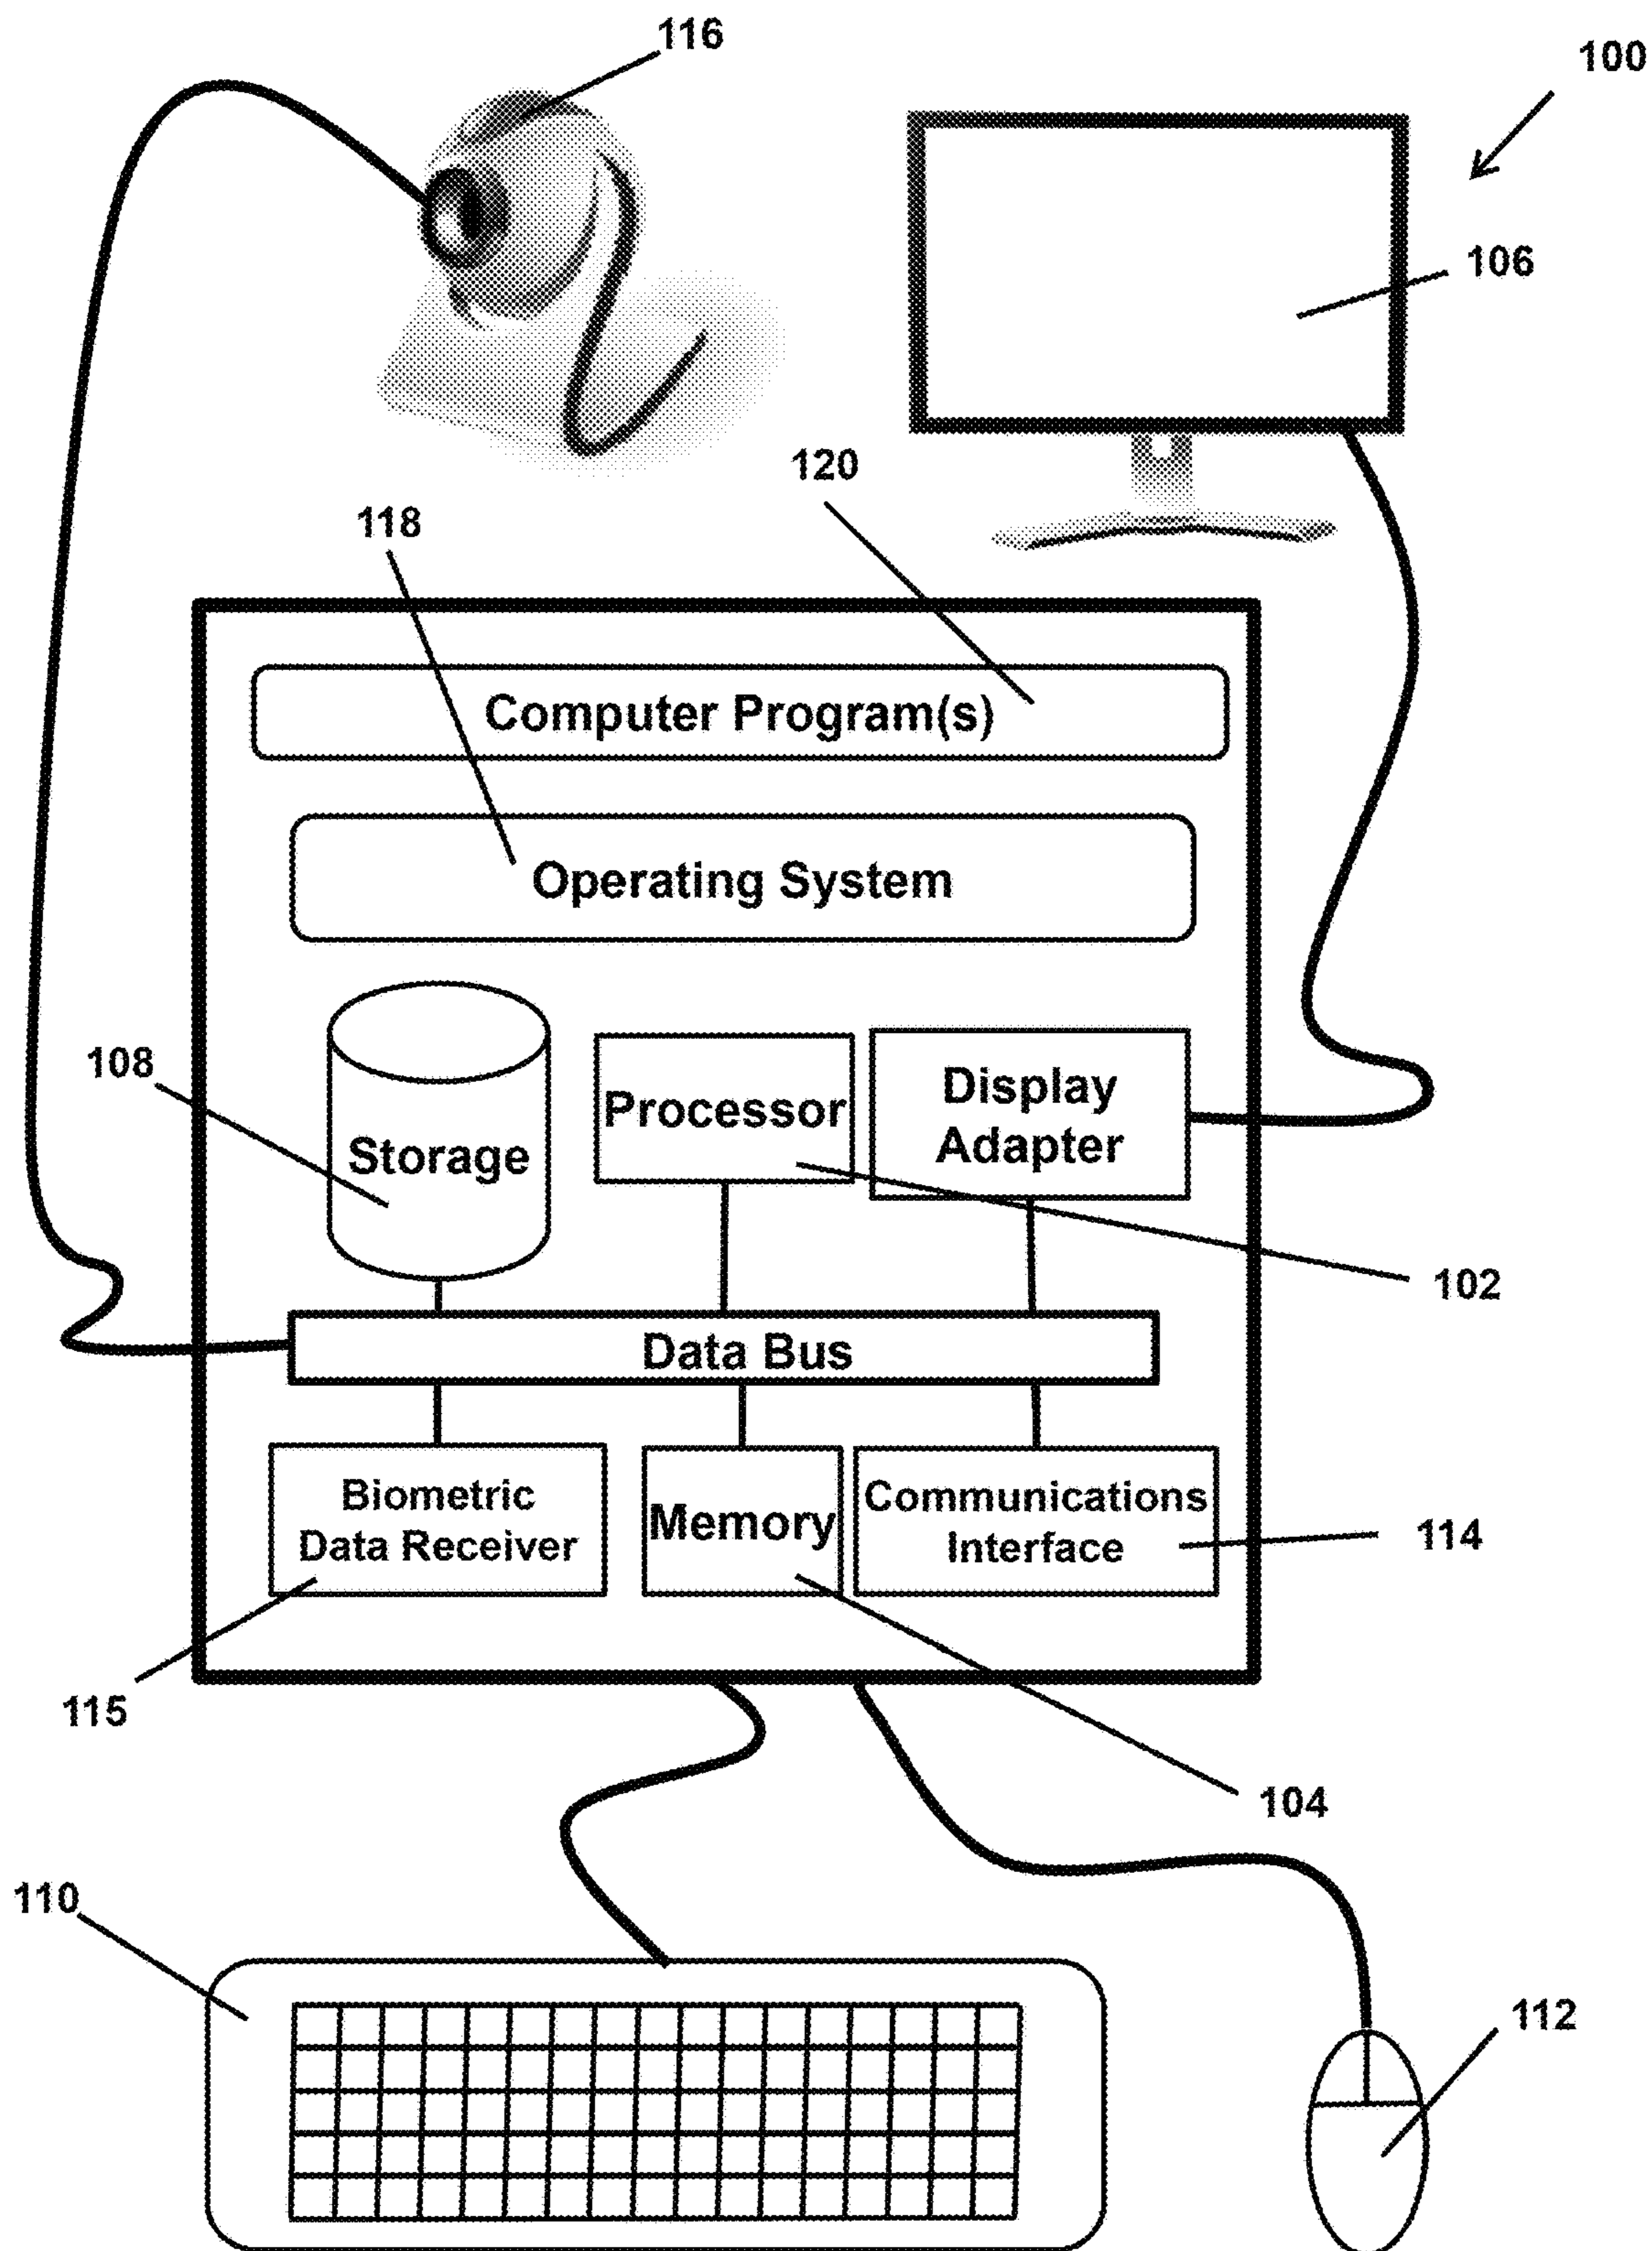 116
100
106
120
118
Computer Program(s)
Operating System
108
Storage
Processor
Display
Adapter
102
Data Bus
Biometric
Data Receiver
Memory
Communications
Interface
114
115
104
110
112